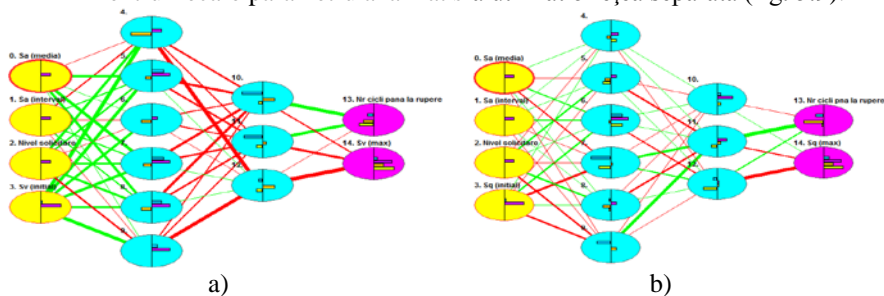 4.
0. Sa (media)
5.
10.
1. Sa (interval)
6.
13. Nr cicli pana la rupere
11.
2. Nivel solicitare
7.
14. Sv (max)
12.
3. Sv (initial)
8.
9.
a)
4.
0. Sa (media)
5.
10.
1. Sa (interval)
6.
13. Nr cicli pana la rupere
11.
2. Nivel solicitare
7.
14. Sq (max)
12.
3. Sq (initial)
8.
9.
b)